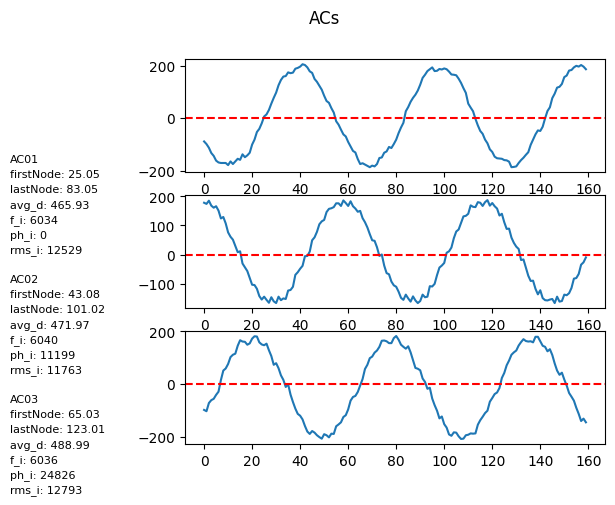 ACs
200
0
−200
0 20 40 60 80 100 120 140 160
200
100
0
−100
0 20 40 60 80 100 120 140 160
200
0
−200
0 20 40 60 80 100 120 140 160
AC01
firstNode: 25.05
lastNode: 83.05
avg_d: 465.93
f_i: 6034
ph_i: 0
rms_i: 12529
AC02
firstNode: 43.08
lastNode: 101.02
avg_d: 471.97
f_i: 6040
ph_i: 11199
rms_i: 11763
AC03
firstNode: 65.03
lastNode: 123.01
avg_d: 488.99
f_i: 6036
ph_i: 24826
rms_i: 12793